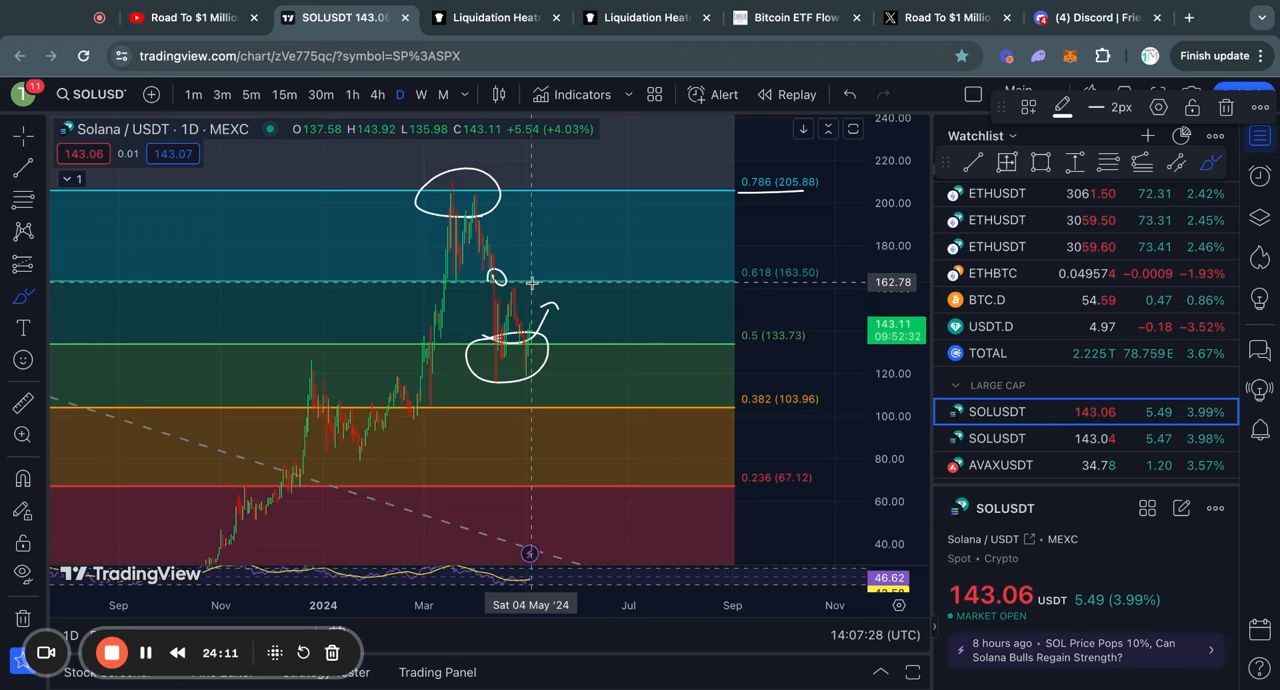 Road To $1 Millio
SOLUSDT 143.06
Liquidation Heat
Liquidation Heat
Bitcoin ETF Flow
Road To $1 Millio
(4) Discord | Frie
tradingview.com/chart/zVe775qc/?symbol=SP%3ASPX
Finish update
11
SOLUSD
1m 3m 5m 15m 30m 1h 4h D W M
Indicators
Alert
Replay
Main
2px
Solana / USDT · 1D · MEXC
O137.58 H143.92 L135.98 C143.11 +5.54 (+4.03%)
143.06 0.01 143.07
1
240.00
220.00
200.00
180.00
162.78
143.11
09:52:32
120.00
100.00
80.00
60.00
40.00
46.62
0.786 (205.88)
0.618 (163.50)
0.5 (133.73)
0.382 (103.96)
0.236 (67.12)
TradingView
Sep Nov 2024 Mar Sat 04 May '24 Jul Sep Nov
1D
14:07:28 (UTC)
24:11
Trading Panel
Watchlist
ETHUSDT 3061.50 72.31 2.42%
ETHUSDT 3059.50 73.31 2.45%
ETHUSDT 3059.60 73.41 2.46%
ETHBTC 0.049574 −0.0009 −1.93%
BTC.D 54.59 0.47 0.86%
USDT.D 4.97 −0.18 −3.52%
TOTAL 2.225T 78.759B 3.67%
LARGE CAP
SOLUSDT 143.06 5.49 3.99%
SOLUSDT 143.04 5.47 3.98%
AVAXUSDT 34.78 1.20 3.57%
SOLUSDT
Solana / USDT • MEXC
Spot • Crypto
143.06 USDT 5.49 (3.99%)
MARKET OPEN
8 hours ago • SOL Price Pops 10%, Can
Solana Bulls Regain Strength?